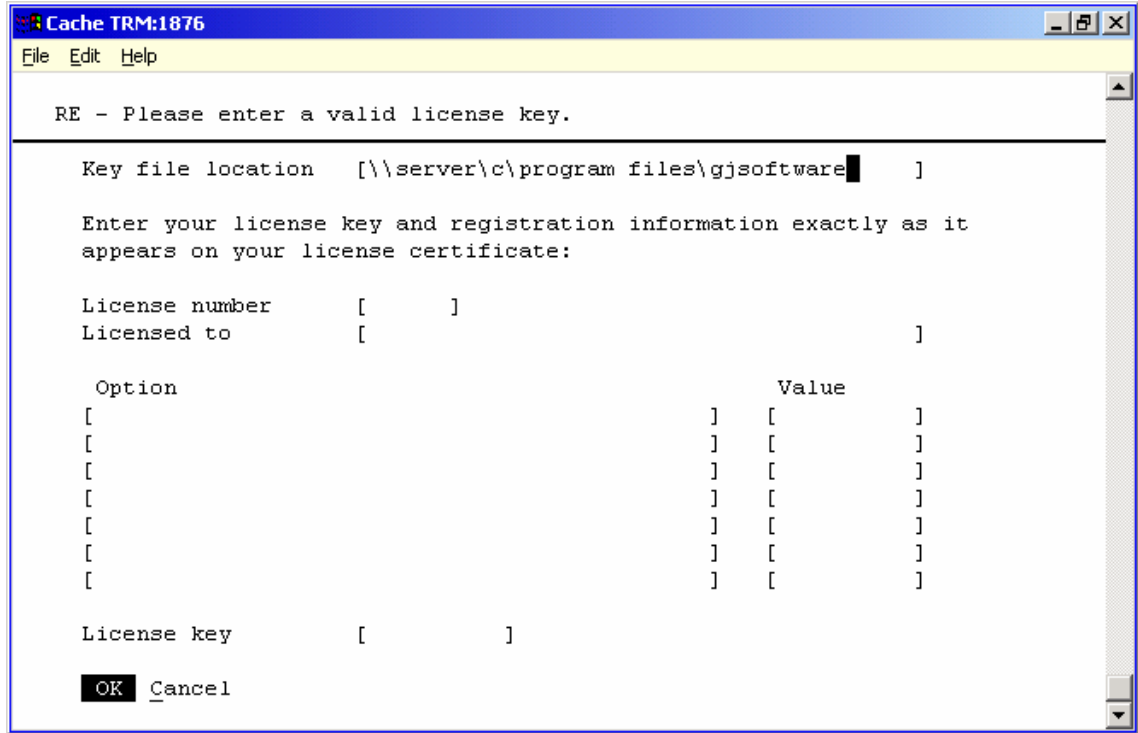 Cache TRM:1876
File Edit Help
RE - Please enter a valid license key.
Key file location [\\server\c\program files\gjsoftware ]
Enter your license key and registration information exactly as it
appears on your license certificate:
License number [ ]
Licensed to [ ]
Option Value
[ ] [ ]
[ ] [ ]
[ ] [ ]
[ ] [ ]
[ ] [ ]
[ ] [ ]
[ ] [ ]
License key [ ]
OK Cancel